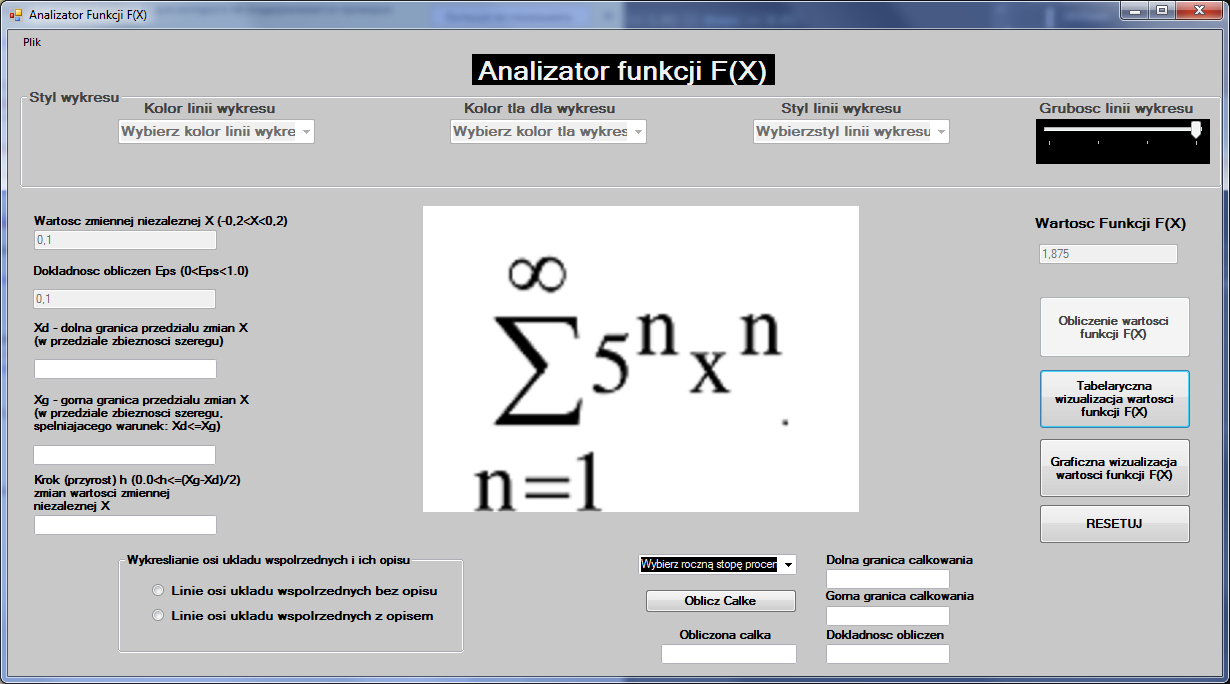 Analizator Funkcji F(X)
Plik
Analizator funkcji F(X)
Styl wykresu
Kolor linii wykresu
Wybierz kolor linii wykre
Kolor tla dla wykresu
Wybierz kolor tla wykres
Styl linii wykresu
Wybierzstyl linii wykresu
Grubosc linii wykresu
Wartosc zmiennej niezaleznej X (-0,2<X<0,2)
0,1
Dokladnosc obliczen Eps (0<Eps<1.0)
0,1
Xd - dolna granica przedzialu zmian X
(w przedziale zbieznosci szeregu)
Xg - gorna granica przedzialu zmian X
(w przedziale zbieznosci szeregu,
spelniajacego warunek: Xd<=Xg)
Krok (przyrost) h (0.0<h<=(Xg-Xd)/2)
zmian wartosci zmiennej
niezaleznej X
∞
∑ 5ⁿxⁿ.
n=1
Wartosc Funkcji F(X)
1,875
Obliczenie wartosci
funkcji F(X)
Tabelaryczna
wizualizacja wartosci
funkcji F(X)
Graficzna wizualizacja
wartosci funkcji F(X)
RESETUJ
Wykreslianie osi ukladu wspolrzednych i ich opisu
Linie osi ukladu wspolrzednych bez opisu
Linie osi ukladu wspolrzednych z opisem
Wybierz roczną stopę procer
Oblicz Calke
Obliczona calka
Dolna granica calkowania
Gorna granica calkowania
Dokladnosc obliczen